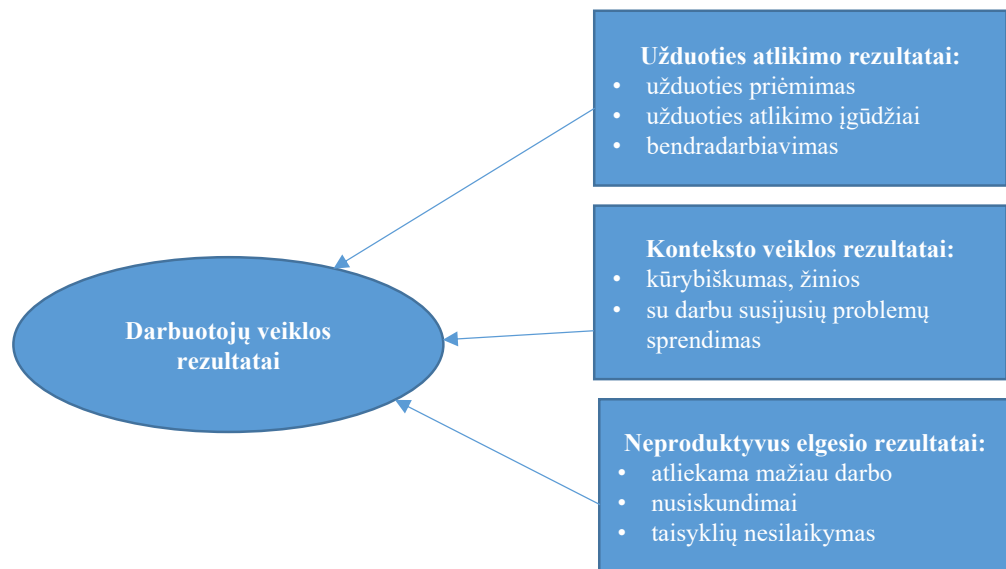 Užduoties atlikimo rezultatai:
• užduoties priėmimas
• užduoties atlikimo įgūdžiai
• bendradarbiavimas
Konteksto veiklos rezultatai:
• kūrybiškumas, žinios
• su darbu susijusių problemų
sprendimas
Darbuotojų veiklos
rezultatai
Neproduktyvus elgesio rezultatai:
• atliekama mažiau darbo
• nusiskundimai
• taisyklių nesilaikymas